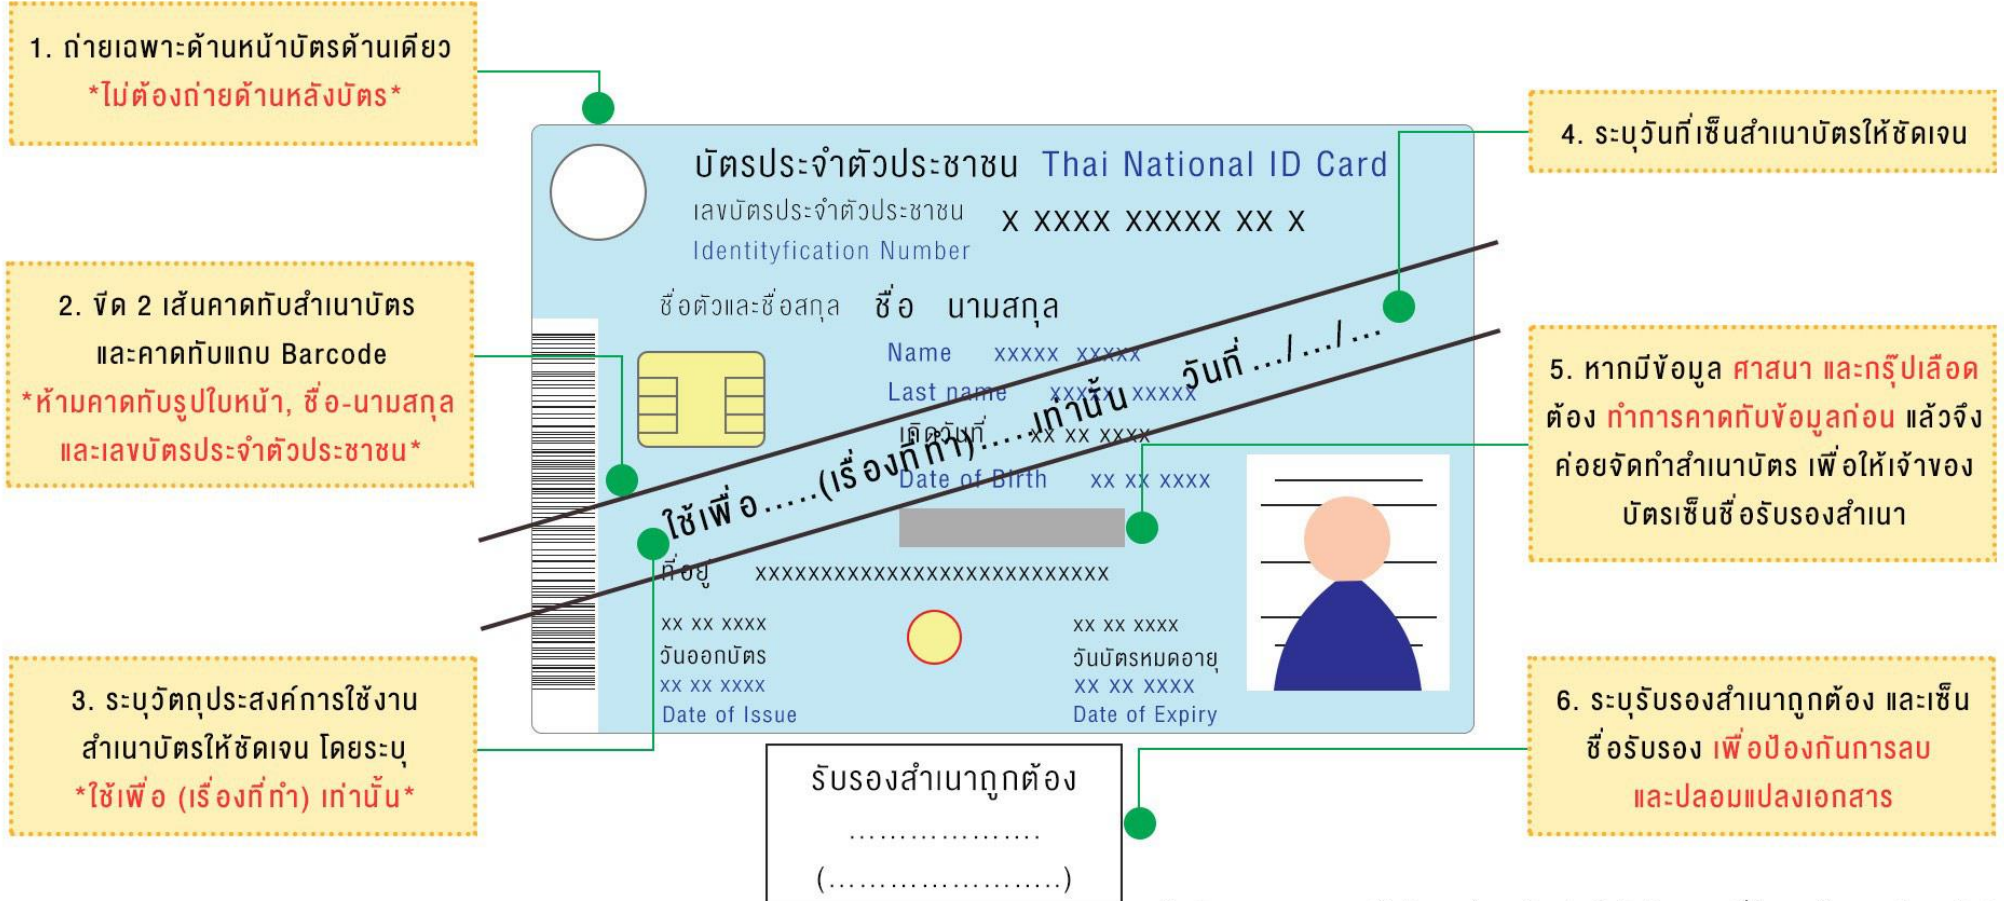 1. ถ่ายเฉพาะด้านหน้าบัตรด้านเดียว
*ไม่ต้องถ่ายด้านหลังบัตร*
2. ขีด 2 เส้นคาดทับสำเนาบัตร
และคาดทับแถบ Barcode
*ห้ามคาดทับรูปใบหน้า, ชื่อ-นามสกุล
และเลขบัตรประจำตัวประชาชน*
3. ระบุวัตถุประสงค์การใช้งาน
สำเนาบัตรให้ชัดเจน โดยระบุ
*ใช้เพื่อ (เรื่องที่ทำ) เท่านั้น*
บัตรประจำตัวประชาชน Thai National ID Card
เลขบัตรประจำตัวประชาชน X XXXX XXXXX XX X
Identityfication Number
ชื่อตัวและชื่อสกุล ชื่อ นามสกุล
Name xxxxx xxxxx
Last name xxxxx xxxxx
เกิดวันที่ xx xx xxxx
Date of Birth xx xx xxxx
ใช้เพื่อ.....(เรื่องที่ทำ).....เท่านั้น วันที่ .../.../...
ที่อยู่ xxxxxxxxxxxxxxxxxxxxxxxxxxx
xx xx xxxx
วันออกบัตร
xx xx xxxx
Date of Issue
xx xx xxxx
วันบัตรหมดอายุ
xx xx xxxx
Date of Expiry
รับรองสำเนาถูกต้อง
..................
(......................)
4. ระบุวันที่เซ็นสำเนาบัตรให้ชัดเจน
5. หากมีข้อมูล ศาสนา และกรุ๊ปเลือด
ต้อง ทำการคาดทับข้อมูลก่อน แล้วจึง
ค่อยจัดทำสำเนาบัตร เพื่อให้เจ้าของ
บัตรเซ็นชื่อรับรองสำเนา
6. ระบุรับรองสำเนาถูกต้อง และเซ็น
ชื่อรับรอง เพื่อป้องกันการลบ
และปลอมแปลงเอกสาร